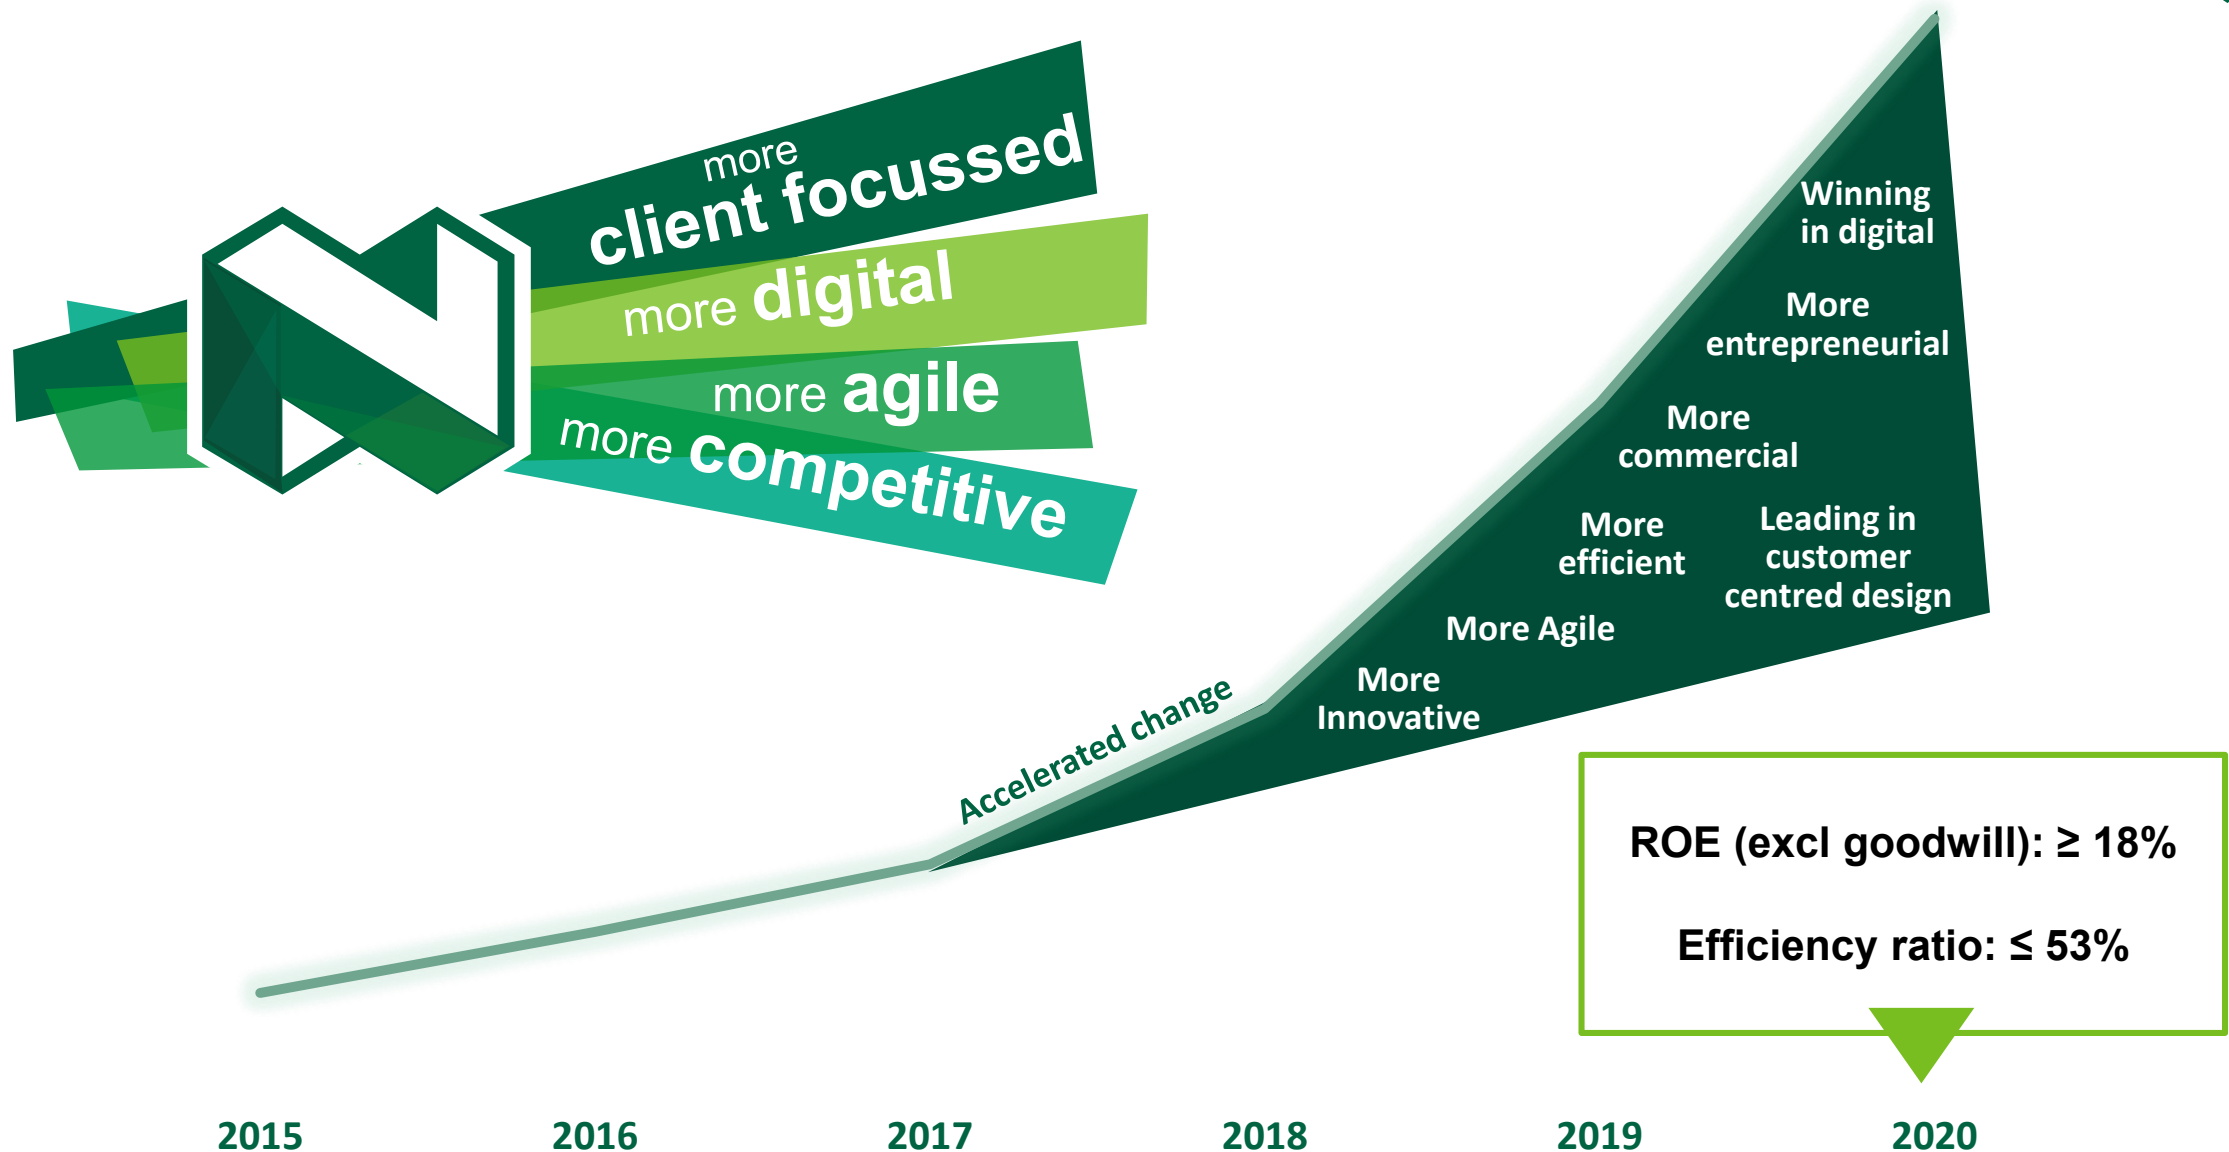 more
client focussed
more digital
more agile
more competitive
Winning
in digital
More
entrepreneurial
More
commercial
More
efficient
Leading in
customer
centred design
More Agile
More
Innovative
Accelerated change
ROE (excl goodwill): ≥ 18%
Efficiency ratio: ≤ 53%
2015 2016 2017 2018 2019 2020